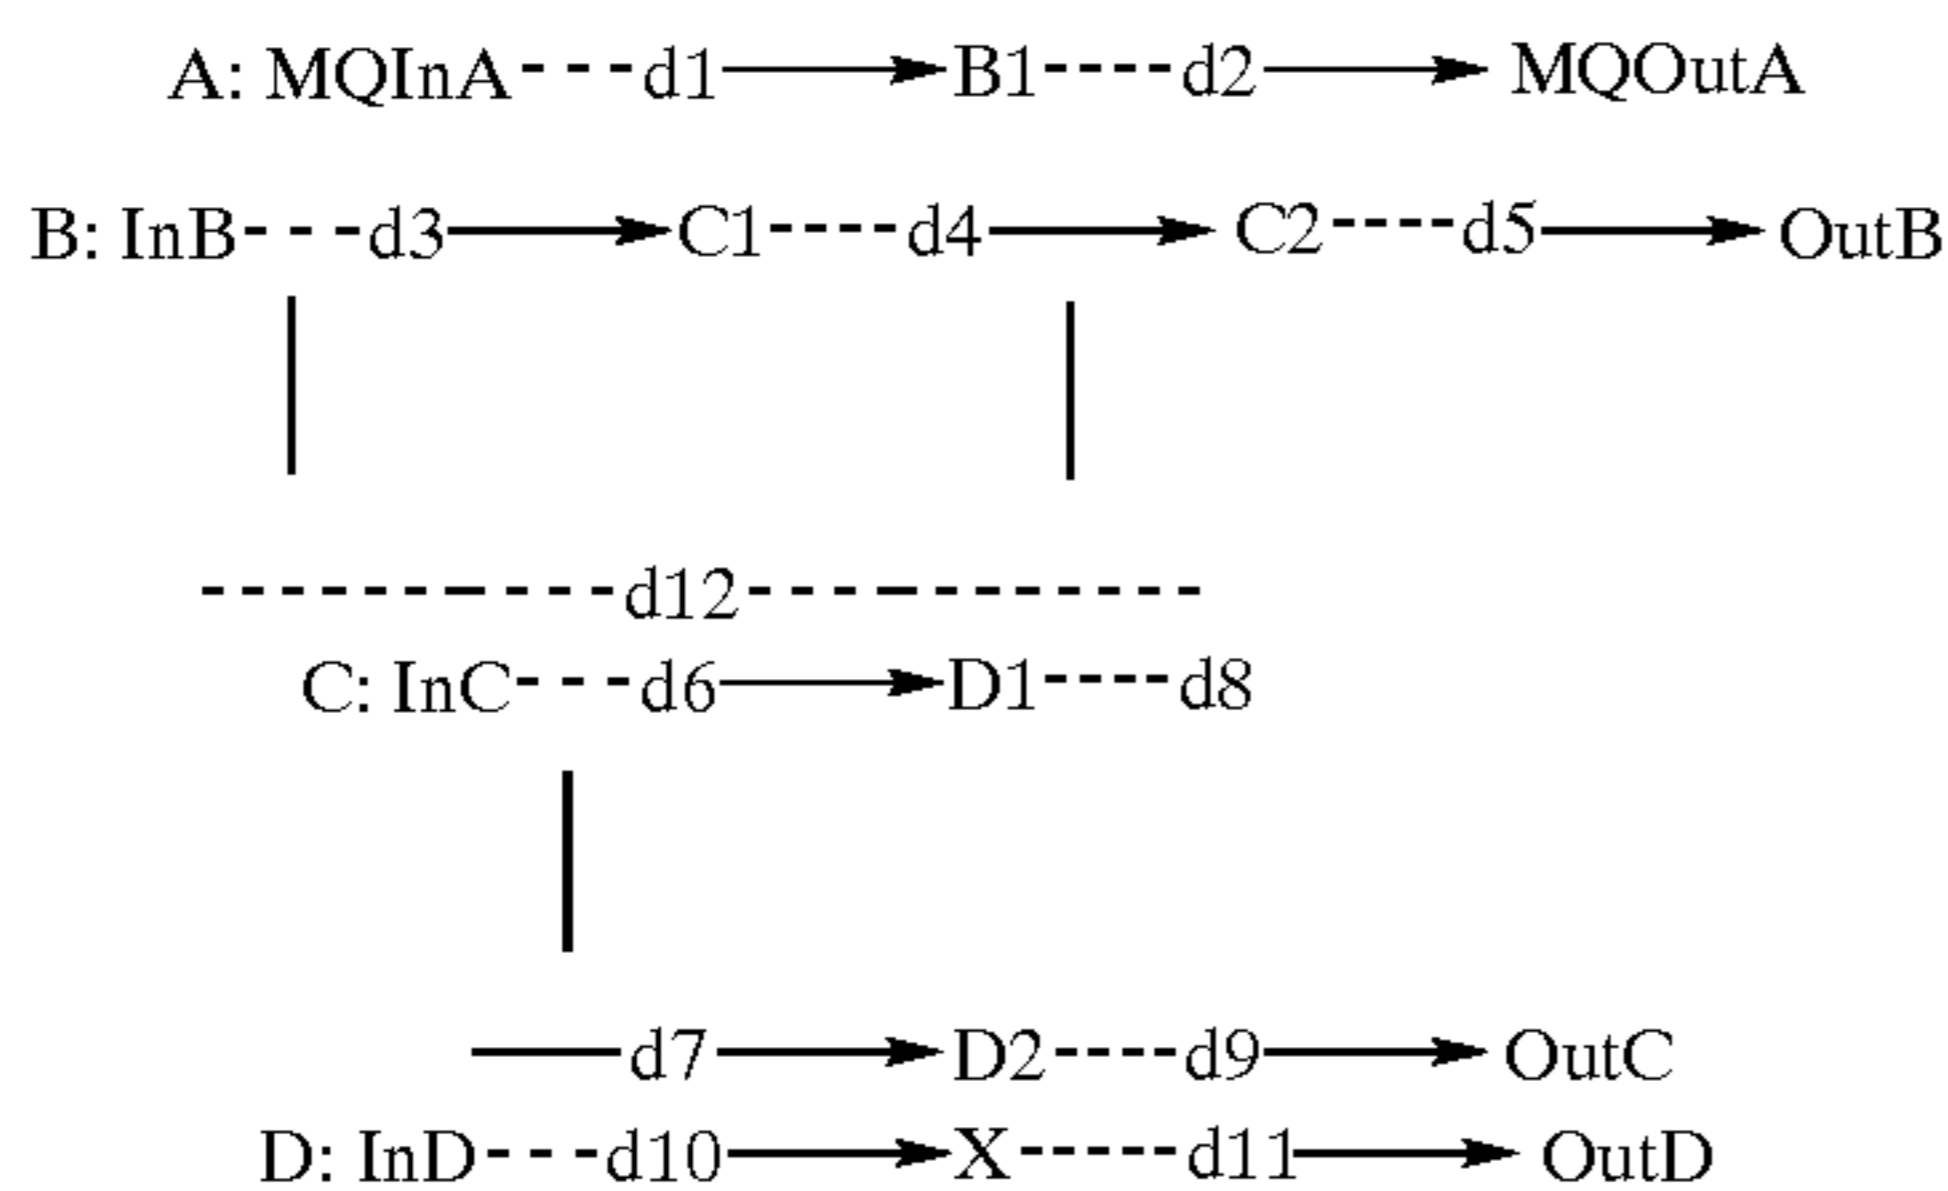 A: MQInA d1 B1 d2 MQOutA
B: InB d3 C1 d4 C2 d5 OutB
d12
C: InC d6 D1 d8
d7 D2 d9 OutC
D: InD d10 X d11 OutD